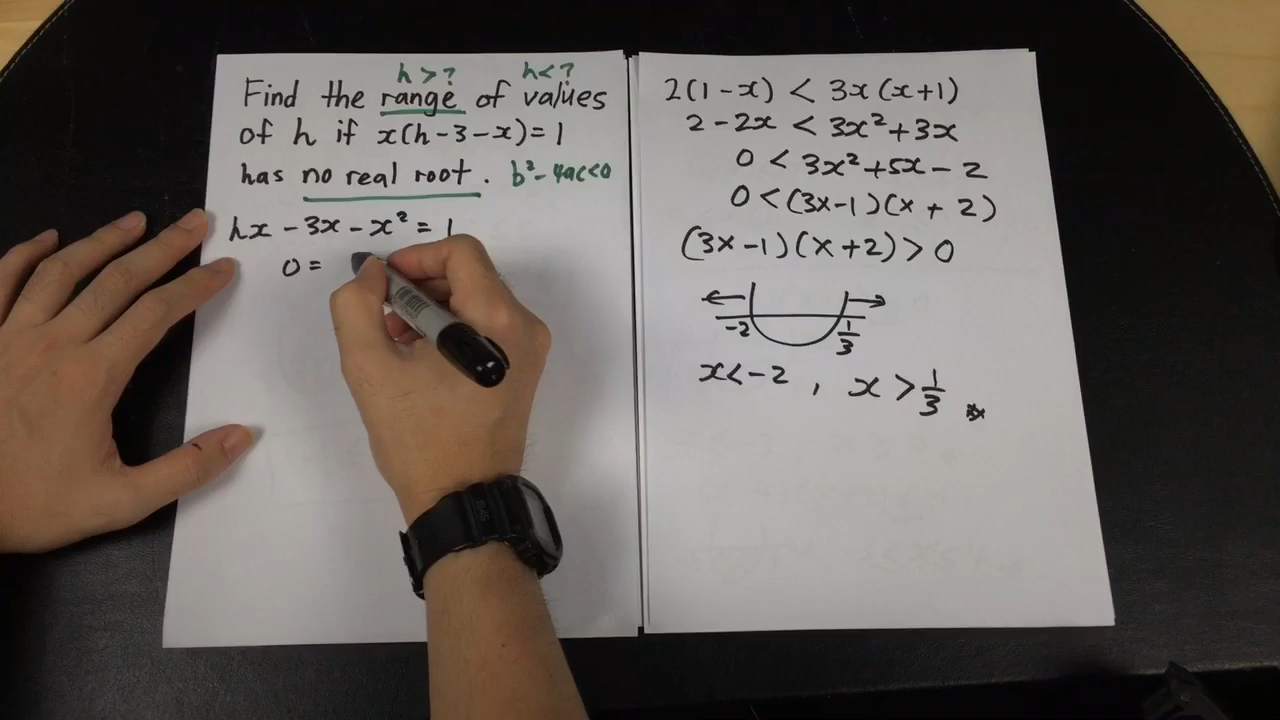 h>? h<?
Find the range of values
of h if x(h-3-x)=1
has no real root. b²-4ac<0
hx-3x-x²=1
0=
2(1-x) < 3x(x+1)
2-2x < 3x²+3x
0 < 3x²+5x-2
0<(3x-1)(x+2)
(3x-1)(x+2)>0
-2 1/3
x<-2, x>1/3